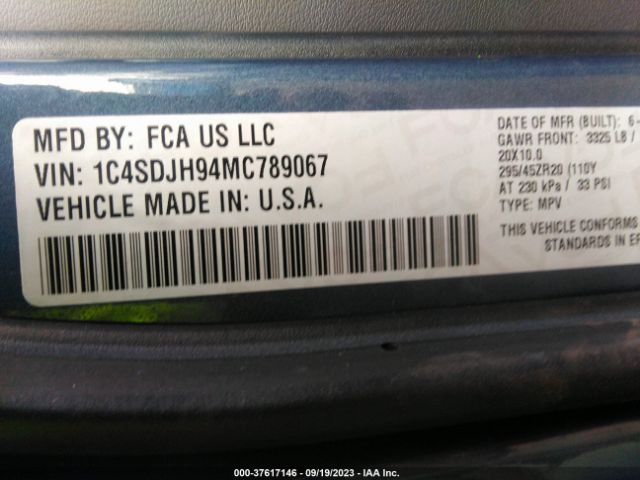 MFD BY: FCA US LLC
VIN: 1C4SDJH94MC789067
VEHICLE MADE IN: U.S.A.
DATE OF MFR (BUILT): 6-
GAWR FRONT: 3325 LB /
20X10.0
295/45ZR20 (110Y
AT 230 kPa / 33 PSI
TYPE: MPV
THIS VEHICLE CONFORMS
STANDARDS IN EF
000-37617146 - 09/19/2023 - IAAI Inc.